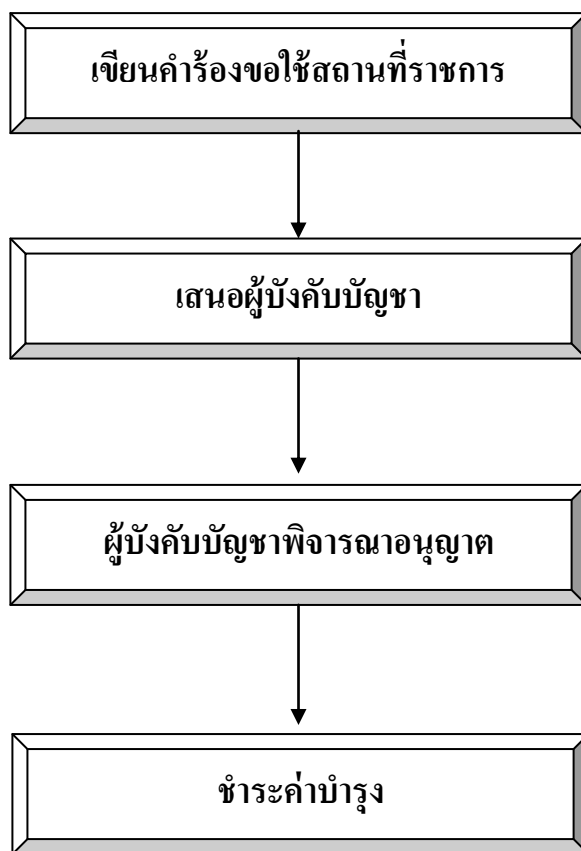 เขียนคำร้องขอใช้สถานที่ราชการ
เสนอผู้บังคับบัญชา
ผู้บังคับบัญชาพิจารณาอนุญาต
ชำระค่าบำรุง